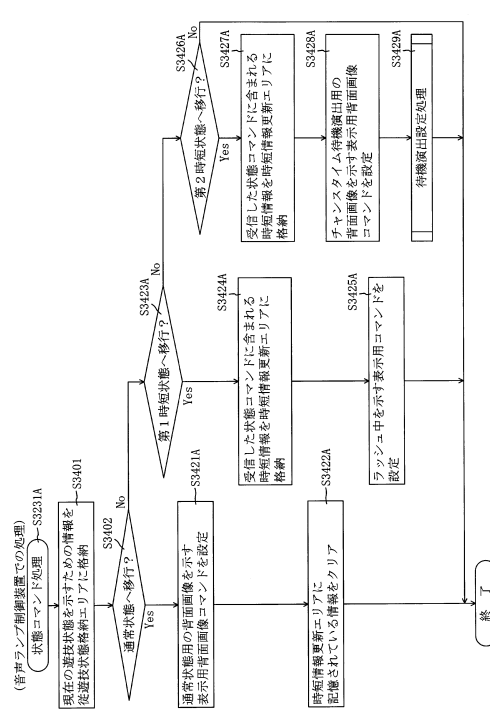 (音声ランプ制御装置での処理)
状態コマンド処理
S3231A
現在の遊技状態を示すための情報を
従遊技状態格納エリアに格納
S3401
通常状態へ移行？
S3402
No
Yes
通常状態用の背面画像を示す
表示用背面画像コマンドを設定
S3421A
時短情報更新エリアに
記憶されている情報をクリア
S3422A
第1時短状態へ移行？
S3423A
No
Yes
受信した状態コマンドに含まれる
時短情報を時短情報更新エリアに
格納
S3424A
ラッシュ中を示す表示用コマンドを
設定
S3425A
第2時短状態へ移行？
S3426A
No
Yes
受信した状態コマンドに含まれる
時短情報を時短情報更新エリアに
格納
S3427A
チャンスタイム待機演出用の
背面画像を示す表示用背面画像
コマンドを設定
S3428A
待機演出設定処理
S3429A
終了